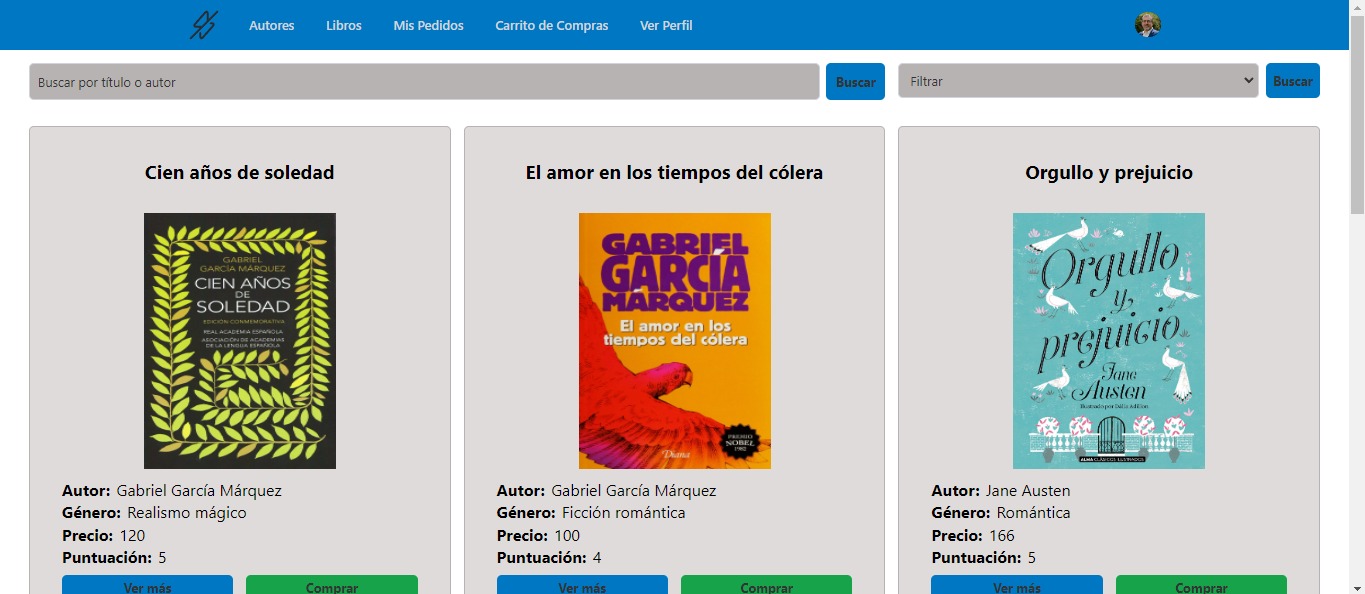 Autores Libros Mis Pedidos Carrito de Compras Ver Perfil
Buscar por título o autor Buscar Filtrar Buscar
Cien años de soledad
GABRIEL
GARCÍA MÁRQUEZ
CIEN AÑOS
DE
SOLEDAD
EDICIÓN CONMEMORATIVA
REAL ACADEMIA ESPAÑOLA
ASOCIACIÓN DE ACADEMIAS
DE LA LENGUA ESPAÑOLA
Autor: Gabriel García Márquez
Género: Realismo mágico
Precio: 120
Puntuación: 5
Ver más Comprar
El amor en los tiempos del cólera
GABRIEL
GARCÍA
MÁRQUEZ
El amor en los
tiempos del cólera
PREMIO
NOBEL
1982
Diana
Autor: Gabriel García Márquez
Género: Ficción romántica
Precio: 100
Puntuación: 4
Ver más Comprar
Orgullo y prejuicio
Orgullo
y
prejuicio
Jane
Austen
ALMA CLÁSICOS ILUSTRADOS
Autor: Jane Austen
Género: Romántica
Precio: 166
Puntuación: 5
Ver más Comprar